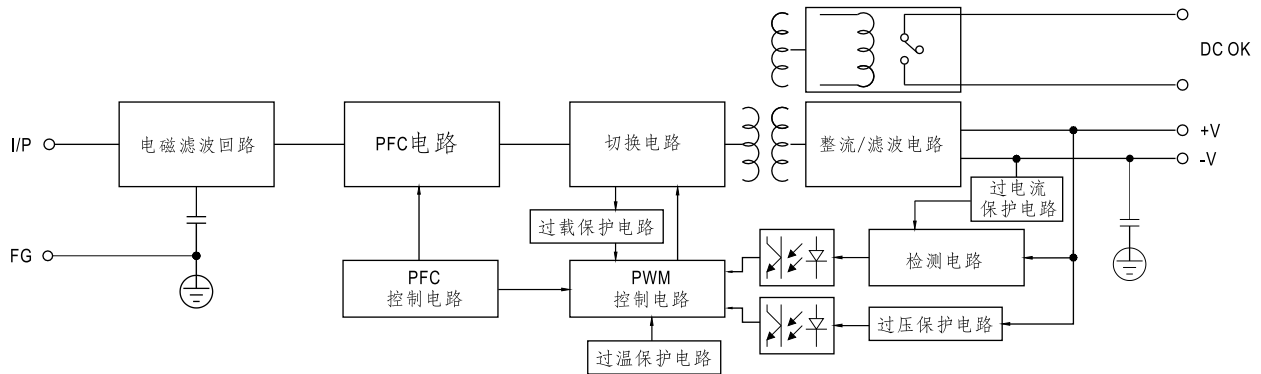 DC OK
I/P
电磁滤波回路
PFC电路
切换电路
整流/滤波电路
+V
-V
过电流
保护电路
过载保护电路
FG
检测电路
PFC
控制电路
PWM
控制电路
过压保护电路
过温保护电路